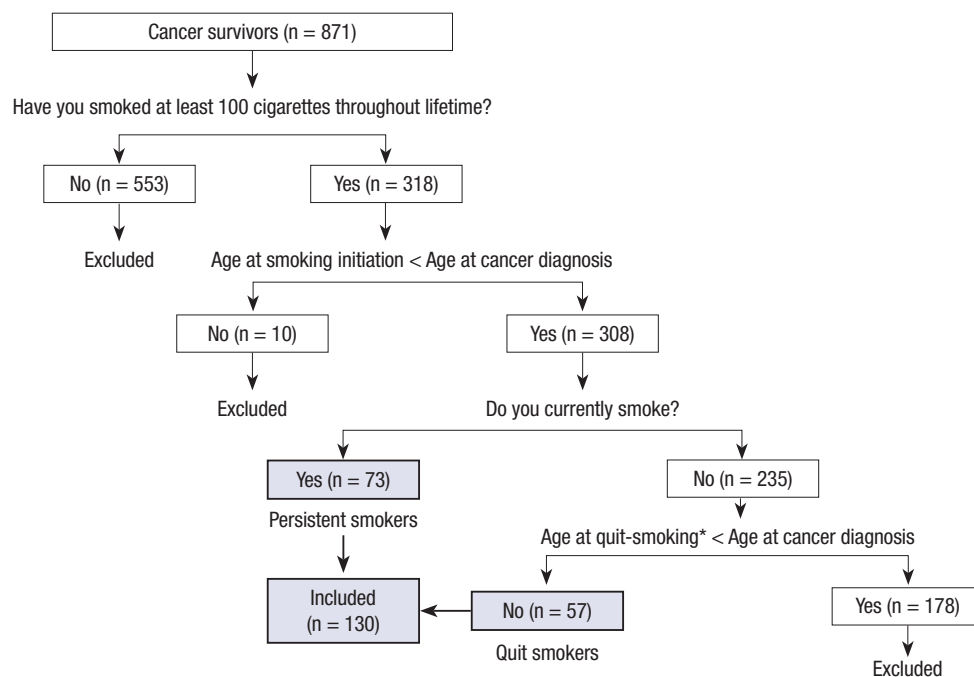 Cancer survivors (n = 871)
Have you smoked at least 100 cigarettes throughout lifetime?
No (n = 553)
Yes (n = 318)
Excluded
Age at smoking initiation < Age at cancer diagnosis
No (n = 10)
Yes (n = 308)
Excluded
Do you currently smoke?
Yes (n = 73)
No (n = 235)
Persistent smokers
Age at quit-smoking* < Age at cancer diagnosis
Included
(n = 130)
No (n = 57)
Yes (n = 178)
Quit smokers
Excluded